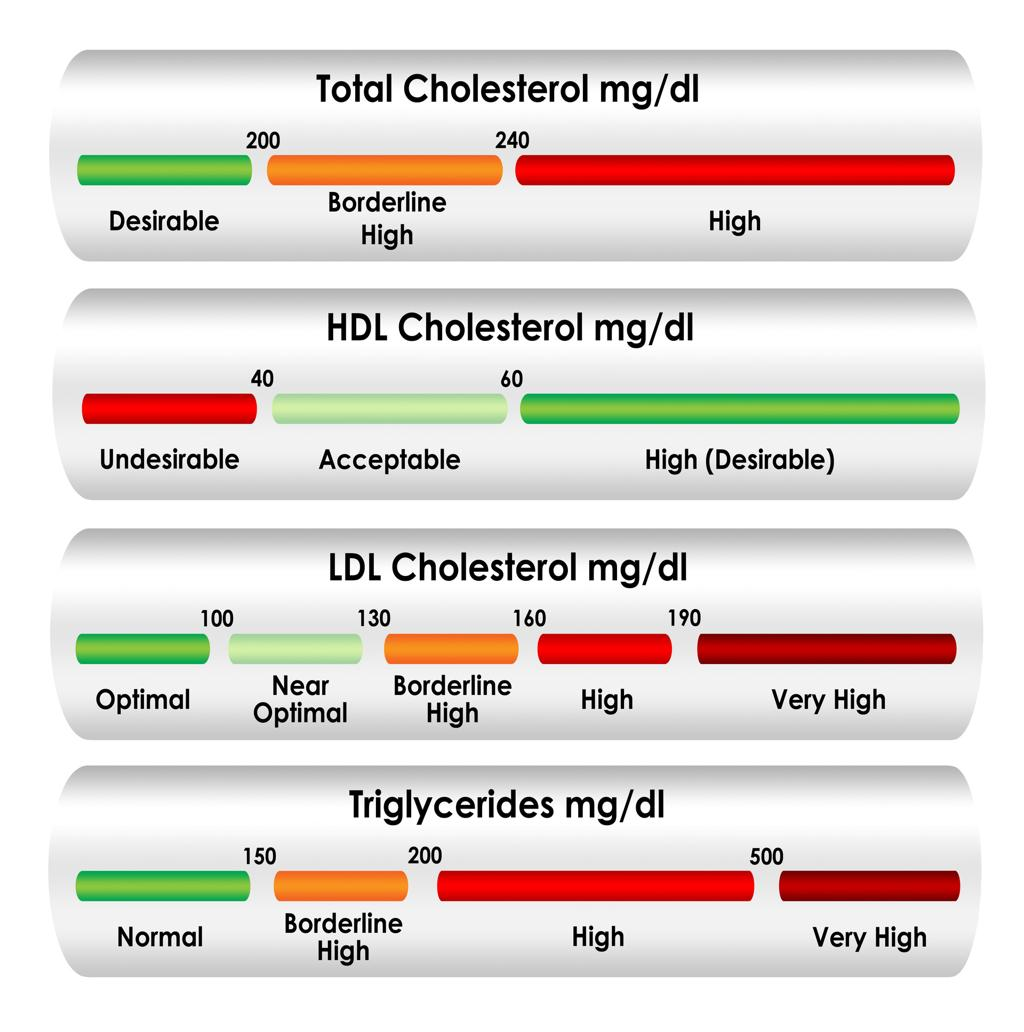 Total Cholesterol mg/dl
200 240
Desirable
Borderline
High
High
HDL Cholesterol mg/dl
40 60
Undesirable Acceptable High (Desirable)
LDL Cholesterol mg/dl
100 130 160 190
Optimal
Near
Optimal
Borderline
High
High
Very High
Triglycerides mg/dl
150 200 500
Normal
Borderline
High
High
Very High